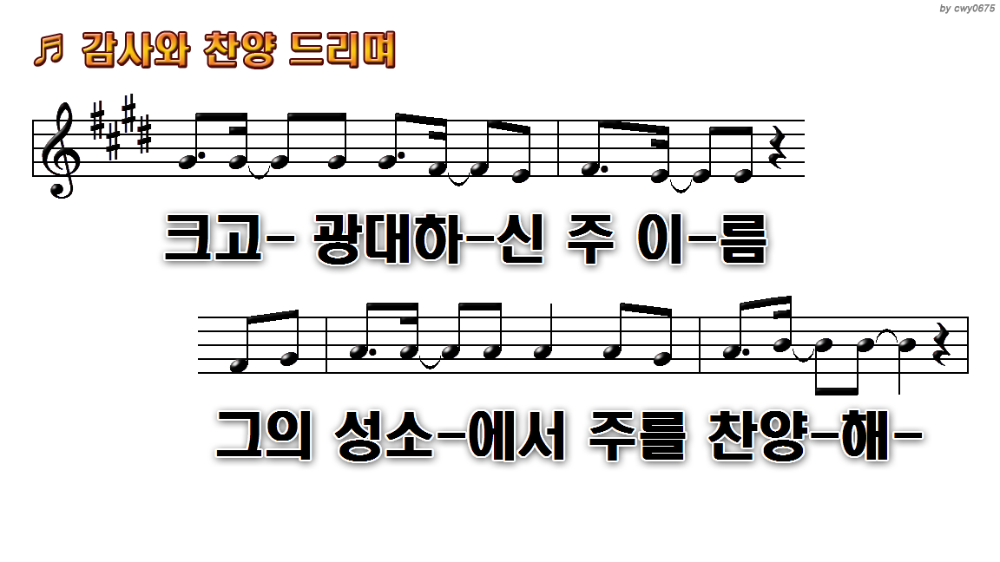 by cwy0675
♬ 감사와 찬양 드리며
크고- 광대하-신 주 이-름
그의 성소-에서 주를 찬양-해-